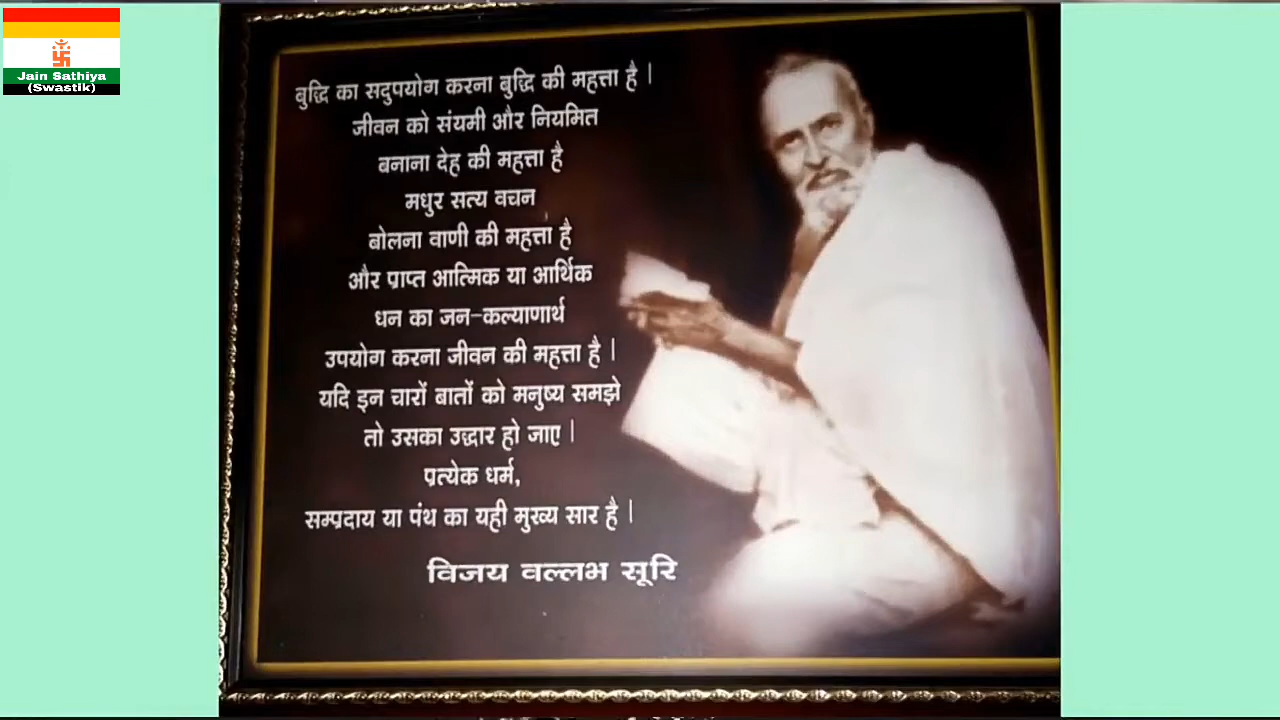 Jain Sathiya
(Swastik)
बुद्धि का सदुपयोग करना बुद्धि की महत्ता है |
जीवन को संयमी और नियमित
बनाना देह की महत्ता है
मधुर सत्य वचन
बोलना वाणी की महत्ता है
और प्राप्त आत्मिक या आर्थिक
धन का जन-कल्याणार्थ
उपयोग करना जीवन की महत्ता है |
यदि इन चारों बातों को मनुष्य समझे
तो उसका उद्धार हो जाए |
प्रत्येक धर्म,
सम्प्रदाय या पंथ का यही मुख्य सार है |
विजय वल्लभ सूरि